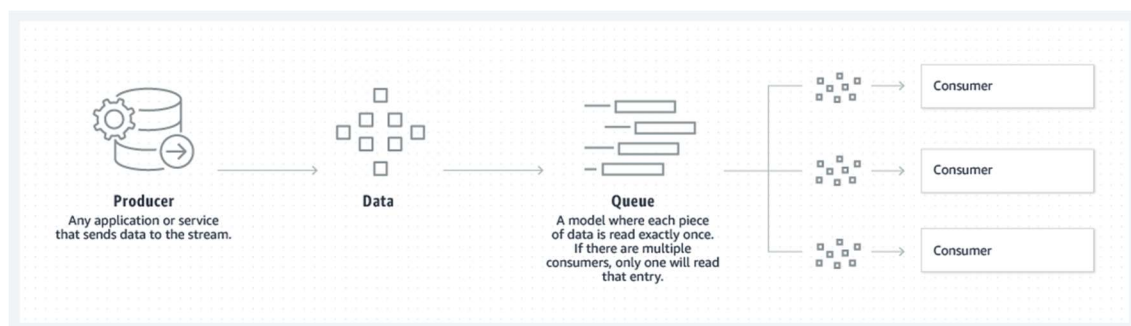 Producer
Any application or service
that sends data to the stream.
Data
Queue
A model where each piece
of data is read exactly once.
If there are multiple
consumers, only one will read
that entry.
Consumer
Consumer
Consumer